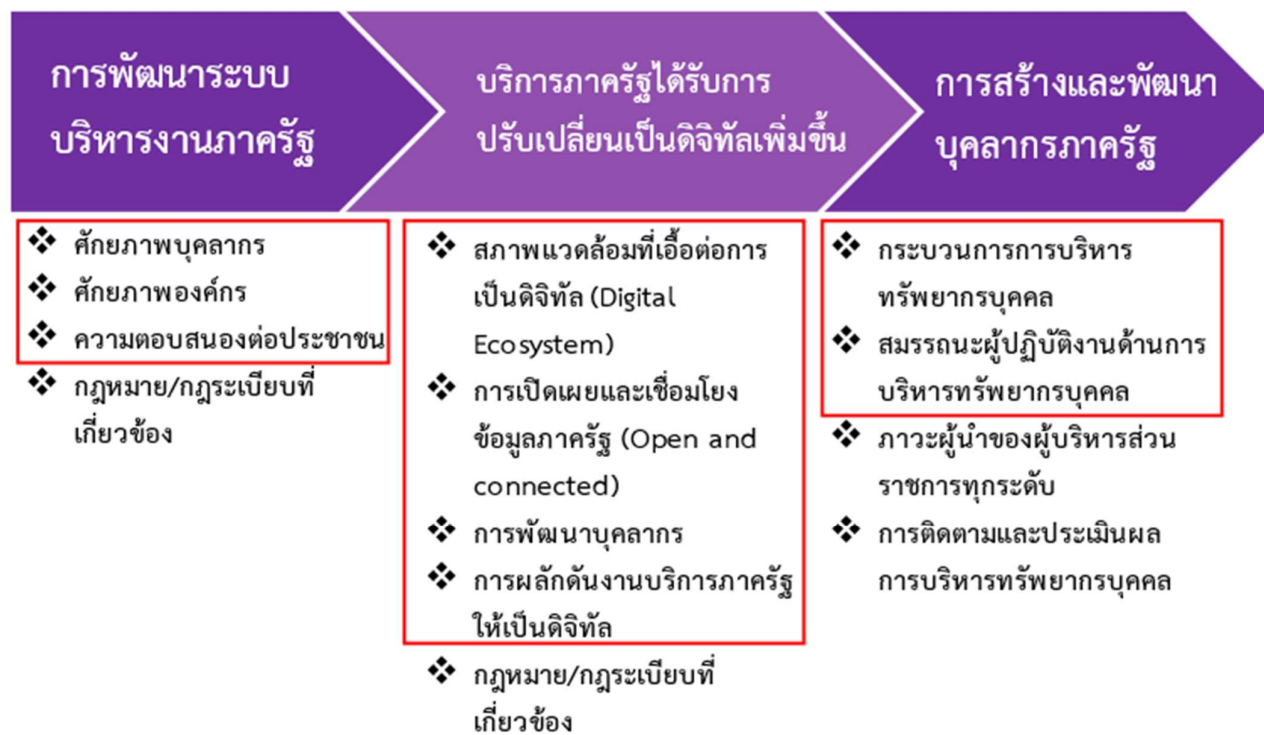 การพัฒนาระบบ
บริหารงานภาครัฐ
❖ ศักยภาพบุคลากร
❖ ศักยภาพองค์กร
❖ ความตอบสนองต่อประชาชน
❖ กฎหมาย/กฎระเบียบที่
เกี่ยวข้อง
บริการภาครัฐได้รับการ
ปรับเปลี่ยนเป็นดิจิทัลเพิ่มขึ้น
❖ สภาพแวดล้อมที่เอื้อต่อการ
เป็นดิจิทัล (Digital
Ecosystem)
❖ การเปิดเผยและเชื่อมโยง
ข้อมูลภาครัฐ (Open and
connected)
❖ การพัฒนาบุคลากร
❖ การผลักดันงานบริการภาครัฐ
ให้เป็นดิจิทัล
❖ กฎหมาย/กฎระเบียบที่
เกี่ยวข้อง
การสร้างและพัฒนา
บุคลากรภาครัฐ
❖ กระบวนการการบริหาร
ทรัพยากรบุคคล
❖ สมรรถนะผู้ปฏิบัติงานด้านการ
บริหารทรัพยากรบุคคล
❖ ภาวะผู้นำของผู้บริหารส่วน
ราชการทุกระดับ
❖ การติดตามและประเมินผล
การบริหารทรัพยากรบุคคล